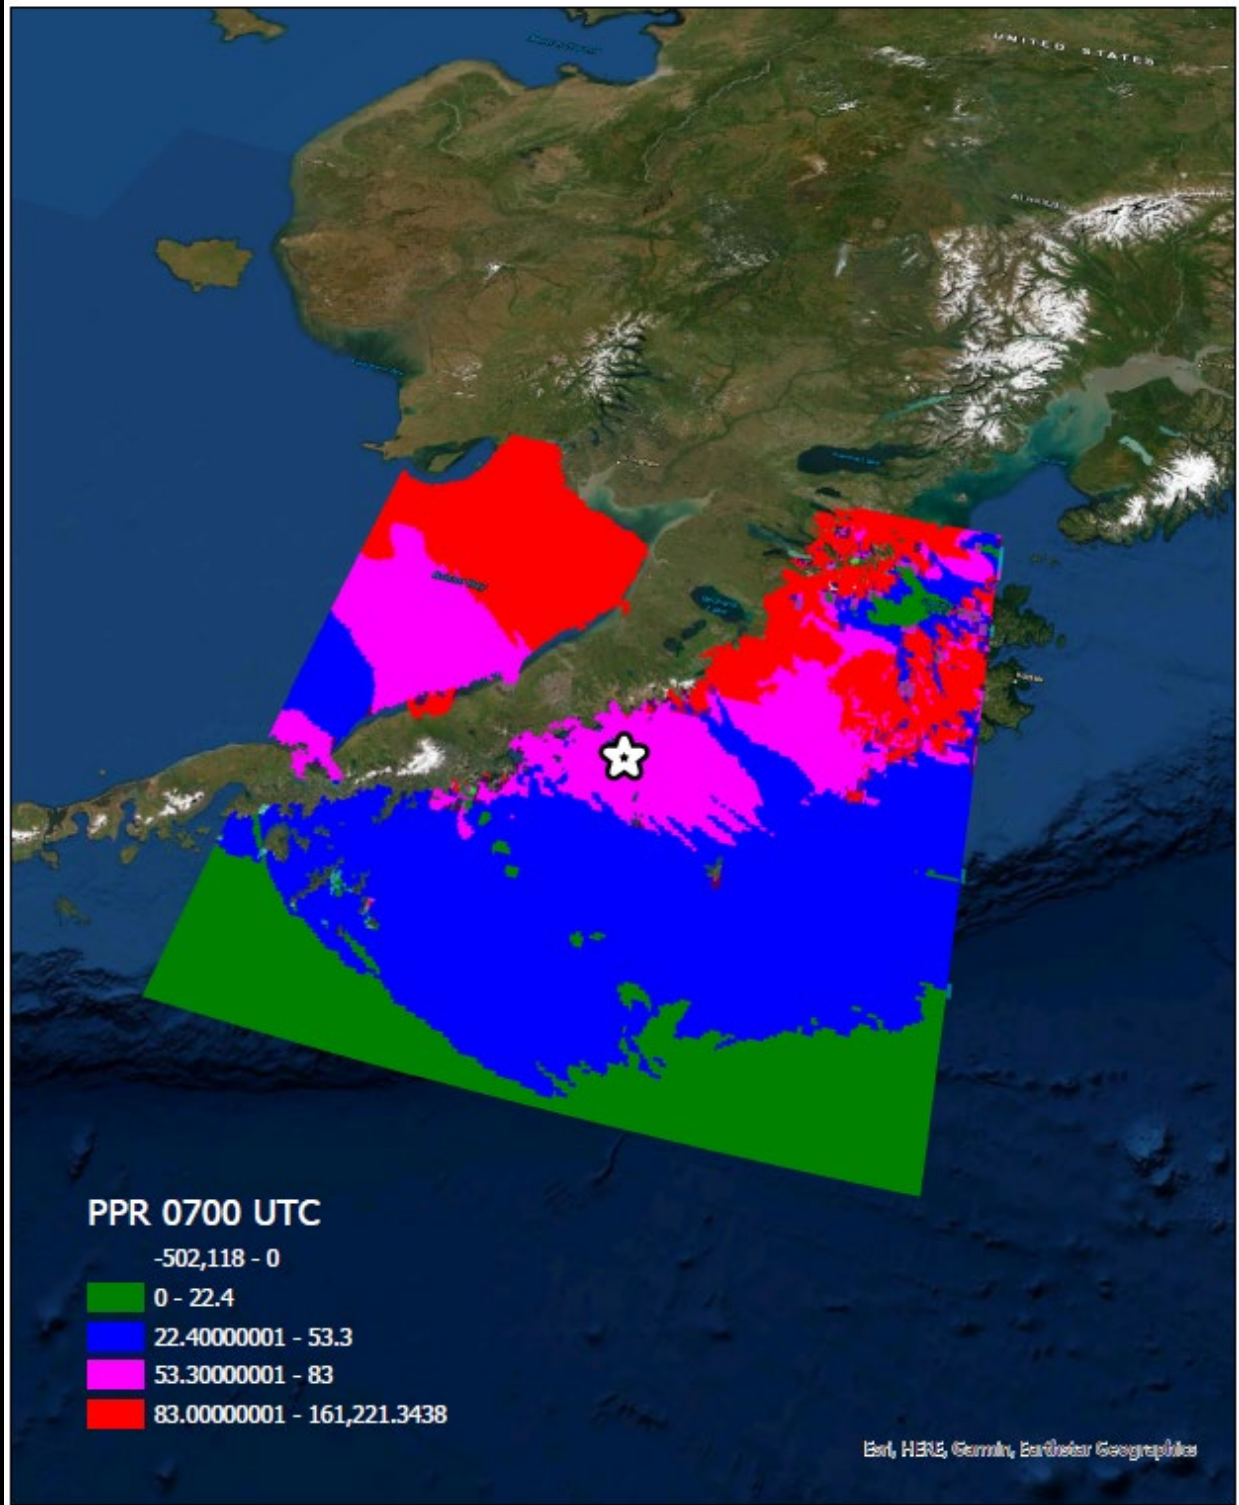 UNITED STATES
PPR 0700 UTC
-502,118 - 0
0 - 22.4
22.40000001 - 53.3
53.30000001 - 83
83.00000001 - 161,221.3438
Esri, HERE, Garmin, Earthstar Geographics